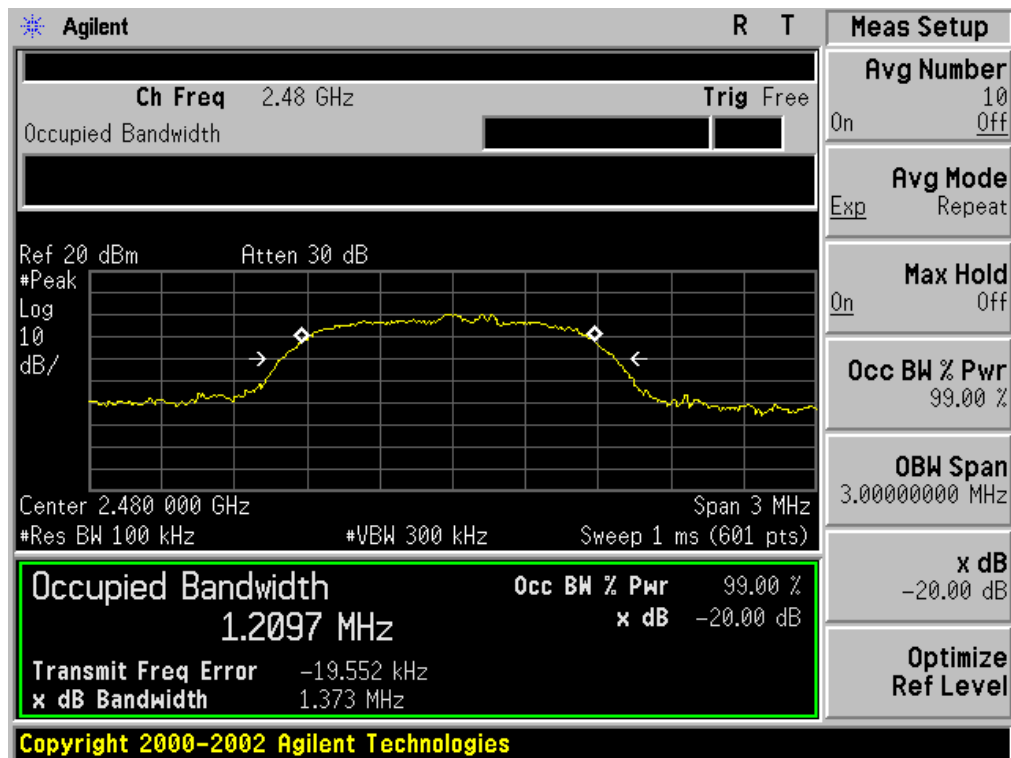 Agilent R T
Ch Freq 2.48 GHz Trig Free
Occupied Bandwidth
Ref 20 dBm Atten 30 dB
#Peak
Log
10
dB/
Center 2.480 000 GHz Span 3 MHz
#Res BW 100 kHz #VBW 300 kHz Sweep 1 ms (601 pts)
Occupied Bandwidth Occ BW % Pwr 99.00 %
1.2097 MHz x dB -20.00 dB
Transmit Freq Error -19.552 kHz
x dB Bandwidth 1.373 MHz
Copyright 2000-2002 Agilent Technologies
Meas Setup
Avg Number
10
On Off
Avg Mode
Exp Repeat
Max Hold
On Off
Occ BW % Pwr
99.00 %
OBW Span
3.00000000 MHz
x dB
-20.00 dB
Optimize
Ref Level